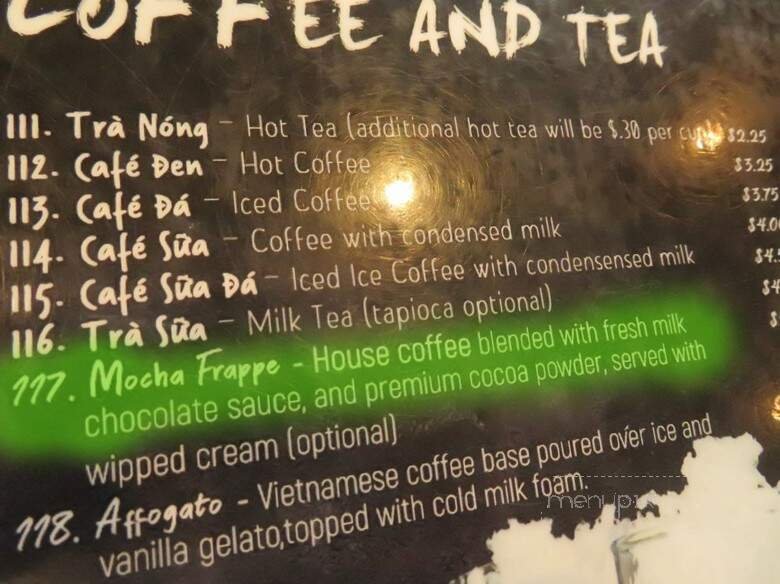 COFFEE AND TEA
111. Trà Nóng - Hot Tea (additional hot tea will be $.30 per cup) $2.25
112. Café Đen - Hot Coffee $3.25
113. Café Đá - Iced Coffee $3.75
114. Café Sữa - Coffee with condensed milk
115. Café Sữa Đá - Iced Ice Coffee with condensensed milk
116. Trà Sữa - Milk Tea (tapioca optional)
117. Mocha Frappe - House coffee blended with fresh milk
chocolate sauce, and premium cocoa powder, served with
wipped cream (optional)
118. Affogato - Vietnamese coffee base poured over ice and
vanilla gelato,topped with cold milk foam.